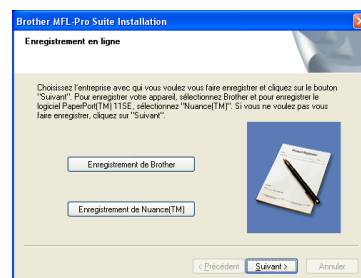 Brother MFL-Pro Suite Installation
Enregistrement en ligne
Choisissez l'entreprise avec qui vous voulez vous faire enregistrer et cliquez sur le bouton
"Suivant". Pour enregistrer votre appareil, sélectionnez Brother et pour enregistrer le
logiciel PaperPort(TM) 11SE, sélectionnez "Nuance(TM)". Si vous ne voulez pas vous
faire enregistrer, cliquez sur "Suivant".
Enregistrement de Brother
Enregistrement de Nuance(TM)
< Précédent
Suivant >
Annuler